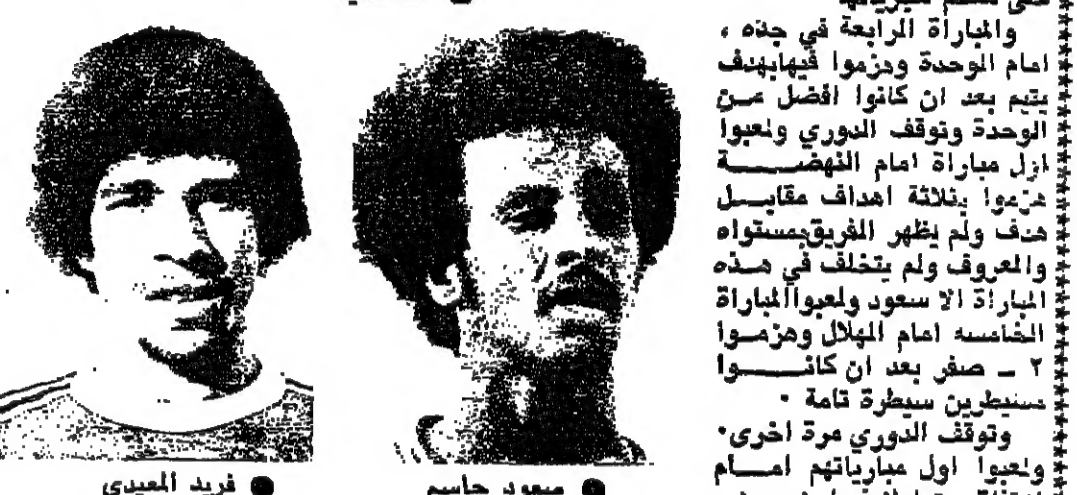 والمباراة الرابعة في جده ،
امام الوحدة وهزموا فيهابهدف
يتيم بعد ان كانوا افضل عن
الوحدة وتوقف الدوري ولعبوا
اول مباراة امام النهضة
هزموا بثلاثة اهداف مقابل
هدف ولم يظهر الفريق بمستواه
والمعروف ولم يتخلف في هذه
المباراة الا سعود ولعبوا المباراة
الخامسه امام الهلال وهزموا
٢ ــ صفر بعد ان كانوا
مسيطرين سيطرة تامة ·
وتوقف الدوري مرة اخرى·
ولعبوا اول مبارياتهم امام
● سعود جاسم
● فريد المعيدي